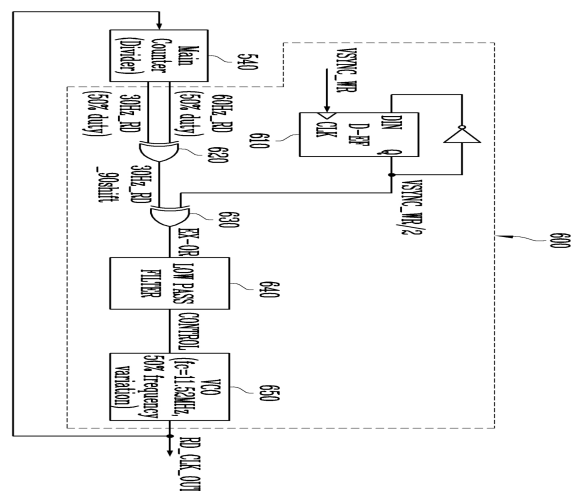 600
VSYNC_WR
DIN
D-FF
Q
CLK
610
VSYNC_WR/2
540
Main
Counter
(Divider)
60Hz_RD
(50% duty)
30Hz_RD
(50% duty)
620
30Hz_RD
_90shift
630
EX-OR
640
LOW PASS
FILTER
CONTROL
650
VCO
(fc=11.52MHz,
50% frequency
variation)
RD_CLK_OUT